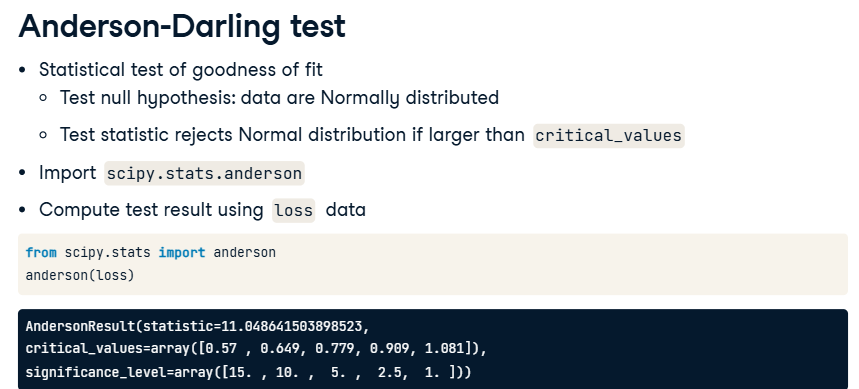 Anderson-Darling test
• Statistical test of goodness of fit
○ Test null hypothesis: data are Normally distributed
○ Test statistic rejects Normal distribution if larger than critical_values
• Import scipy.stats.anderson
• Compute test result using loss data
from scipy.stats import anderson
anderson(loss)
AndersonResult(statistic=11.048641503898523,
critical_values=array([0.57 , 0.649, 0.779, 0.909, 1.081]),
significance_level=array([15. , 10. ,  5. ,  2.5,  1. ]))